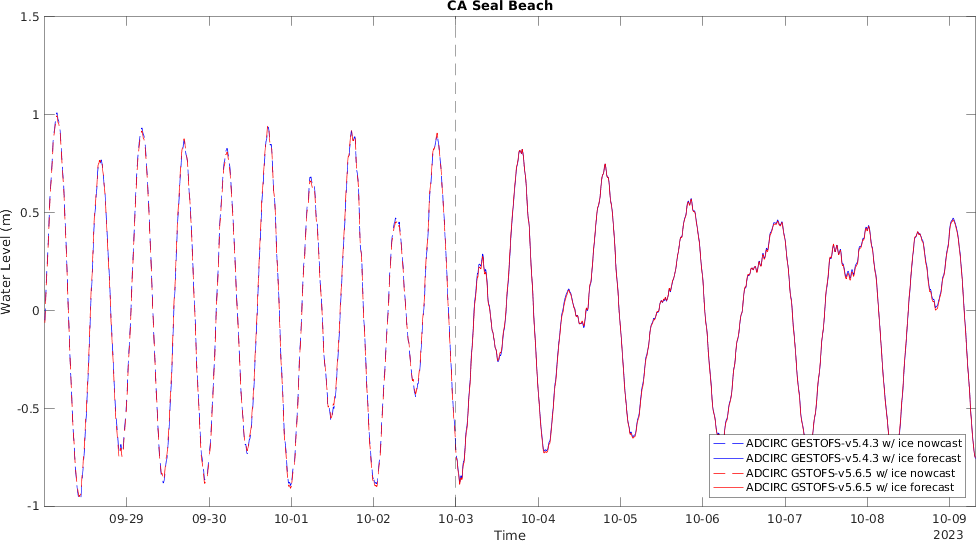 CA Seal Beach
Water Level (m)
1.5
1
0.5
0
-0.5
-1
09-29 09-30 10-01 10-02 10-03 10-04 10-05 10-06 10-07 10-08 10-09
2023
Time
ADCIRC GESTOFS-v5.4.3 w/ ice nowcast
ADCIRC GESTOFS-v5.4.3 w/ ice forecast
ADCIRC GSTOFS-v5.6.5 w/ ice nowcast
ADCIRC GSTOFS-v5.6.5 w/ ice forecast